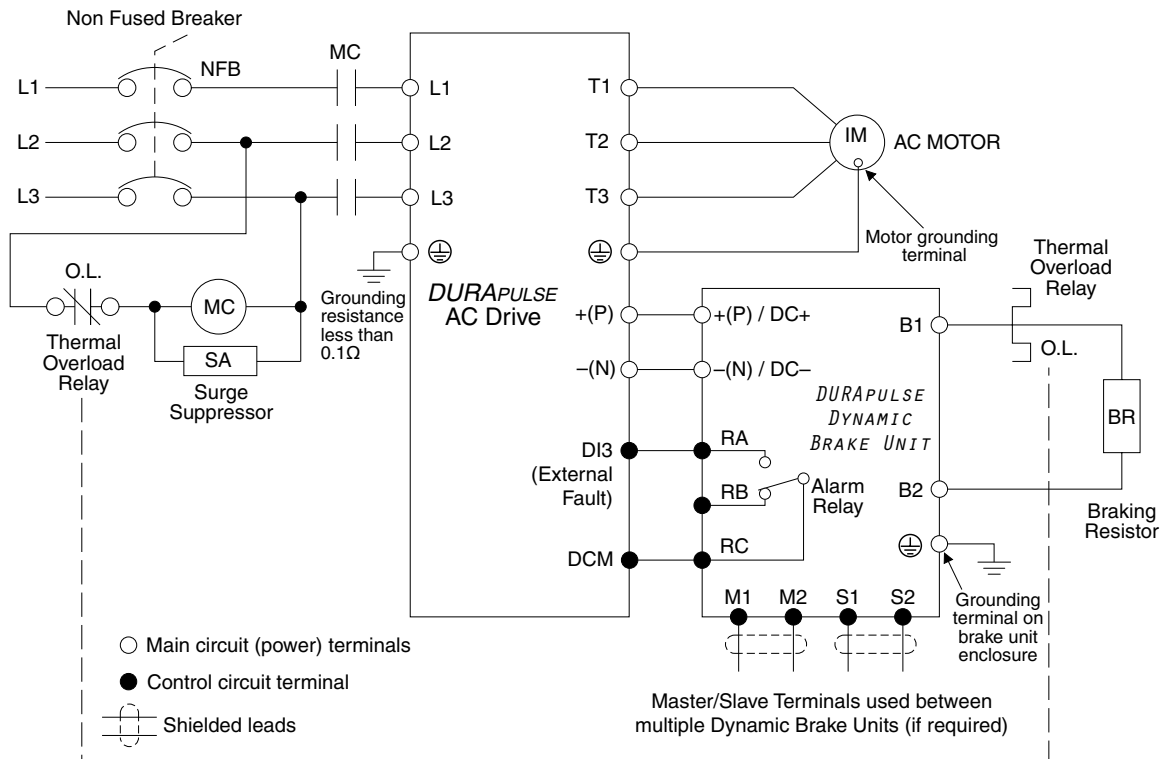 Non Fused Breaker
NFB
MC
L1
L1
T1
L2
L2
T2
IM
AC MOTOR
L3
L3
T3
Motor grounding
terminal
O.L.
MC
Grounding
resistance
less than
0.1Ω
DURAPULSE
AC Drive
Thermal
Overload
Relay
Thermal
Overload
Relay
SA
Surge
Suppressor
+(P)
+(P) / DC+
B1
O.L.
–(N)
–(N) / DC–
DURAPULSE
DYNAMIC
BRAKE UNIT
BR
DI3
(External
Fault)
RA
RB
Alarm
Relay
B2
Braking
Resistor
DCM
RC
M1
M2
S1
S2
Grounding
terminal on
brake unit
enclosure
Main circuit (power) terminals
Control circuit terminal
Shielded leads
Master/Slave Terminals used between
multiple Dynamic Brake Units (if required)